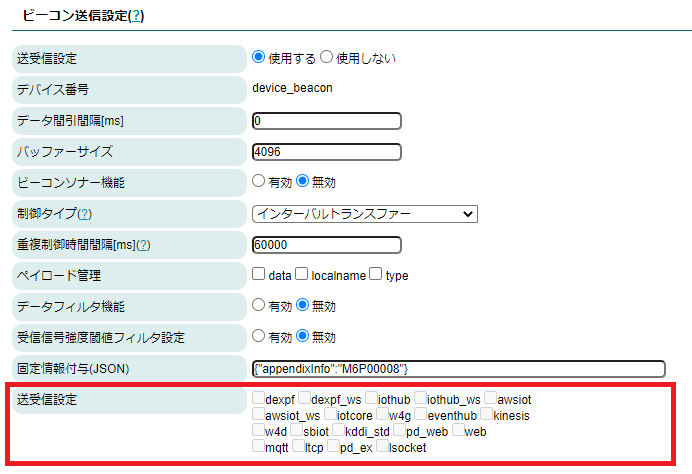 ビーコン送信設定(?)
送受信設定 使用する 使用しない
デバイス番号 device_beacon
データ間引間隔[ms] 0
バッファーサイズ 4096
ビーコンソナー機能 有効 無効
制御タイプ(?) インターバルトランスファー
重複制御時間間隔[ms](?) 60000
ペイロード管理 data localname type
データフィルタ機能 有効 無効
受信信号強度閾値フィルタ設定 有効 無効
固定情報付与(JSON) {"appendixInfo":"M6P00008"}
送受信設定 dexpf dexpf_ws iothub iothub_ws awsiot
awsiot_ws iotcore w4g eventhub kinesis
w4d sbiot kddi_std pd_web web
mqtt ltcp pd_ex lsocket